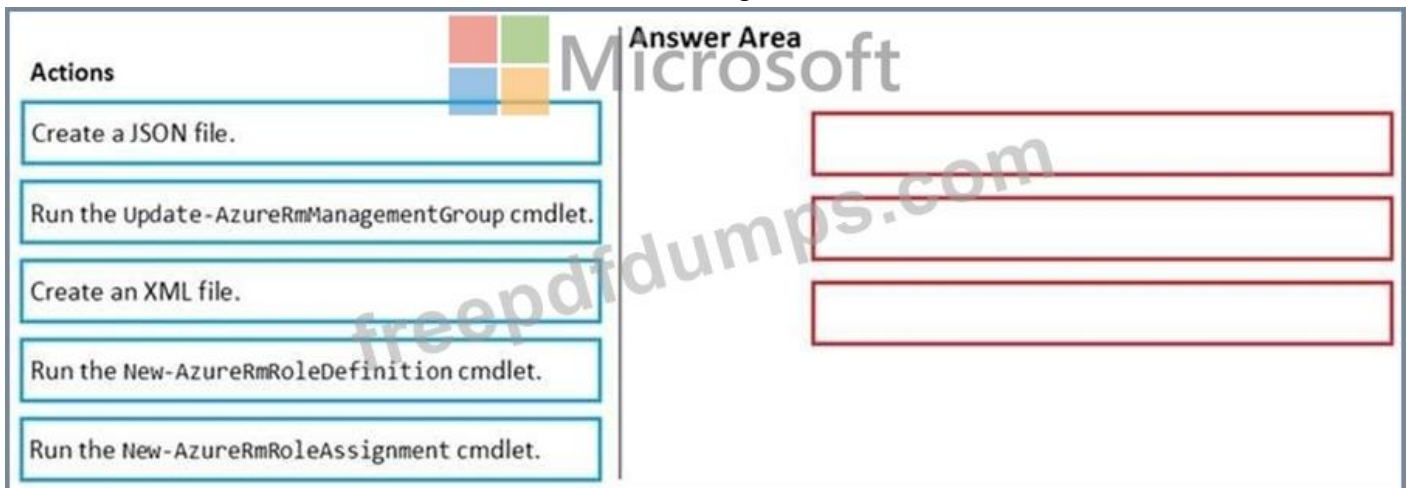 Microsoft
Answer Area
Actions
Create a JSON file.
Run the Update-AzureRmManagementGroup cmdlet.
Create an XML file.
Run the New-AzureRmRoleDefinition cmdlet.
Run the New-AzureRmRoleAssignment cmdlet.
freepdfdumps.com